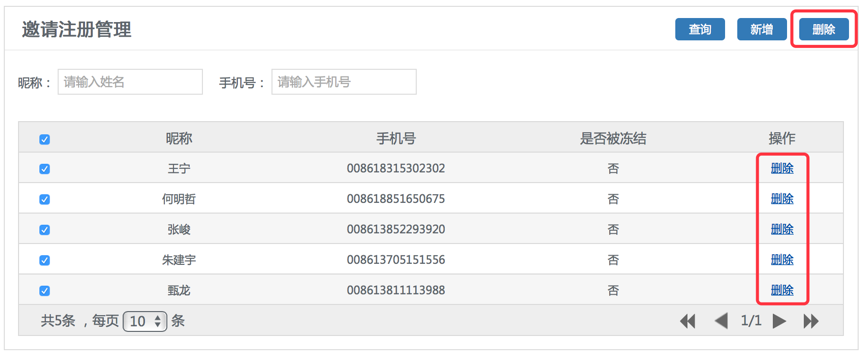 邀请注册管理 查询 新增 删除
昵称： 请输入姓名 手机号： 请输入手机号
昵称 手机号 是否被冻结 操作
王宁 008618315302302 否 删除
何明哲 008618851650675 否 删除
张峻 008613852293920 否 删除
朱建宇 008613705151556 否 删除
甄龙 008613811113988 否 删除
共5条 ，每页 10 条 1/1